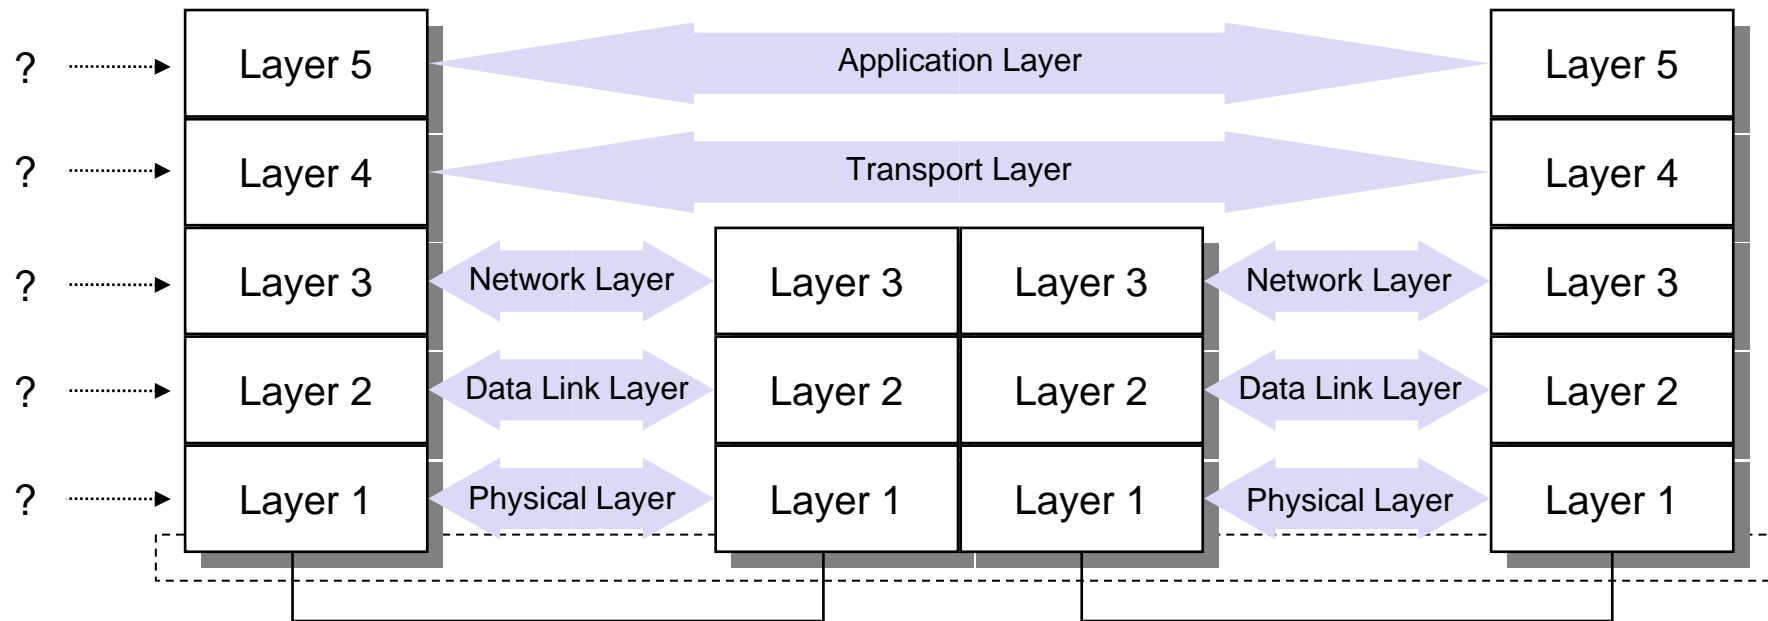 ? Layer 5 Application Layer Layer 5
? Layer 4 Transport Layer Layer 4
? Layer 3 Network Layer Layer 3 Layer 3 Network Layer Layer 3
? Layer 2 Data Link Layer Layer 2 Layer 2 Data Link Layer Layer 2
? Layer 1 Physical Layer Layer 1 Layer 1 Physical Layer Layer 1